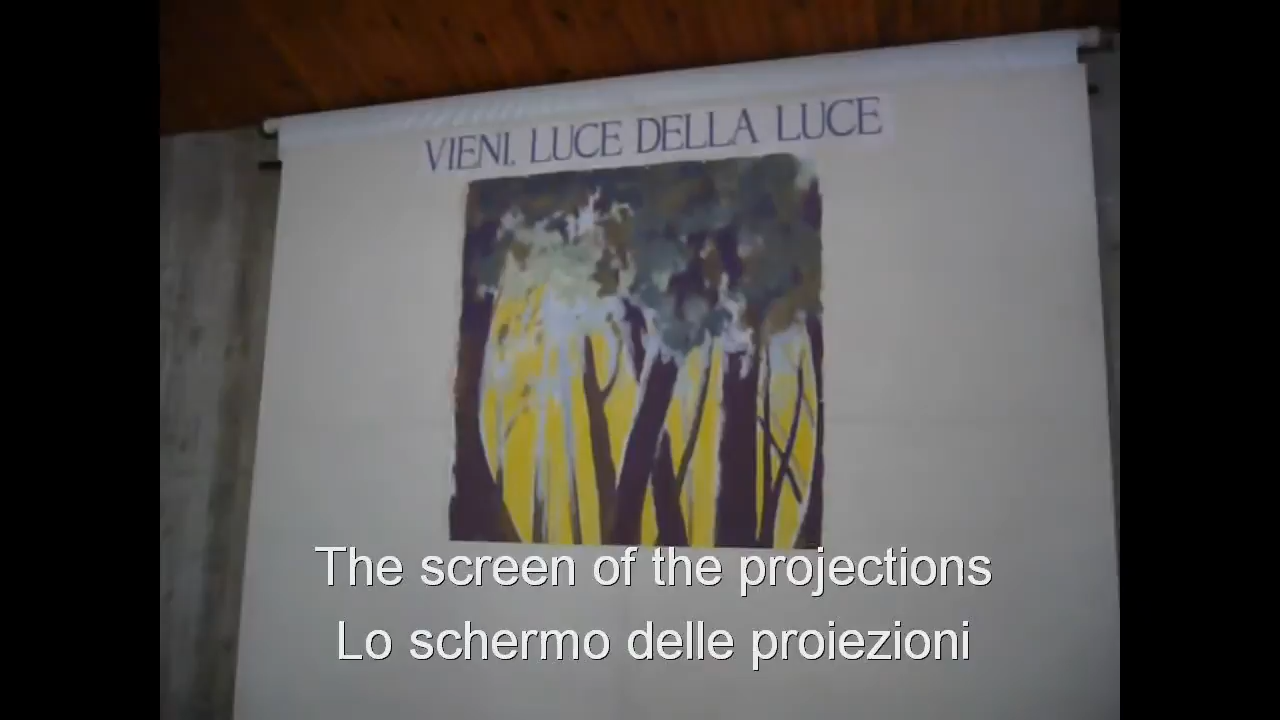 VIENI, LUCE DELLA LUCE
The screen of the projections
Lo schermo delle proiezioni